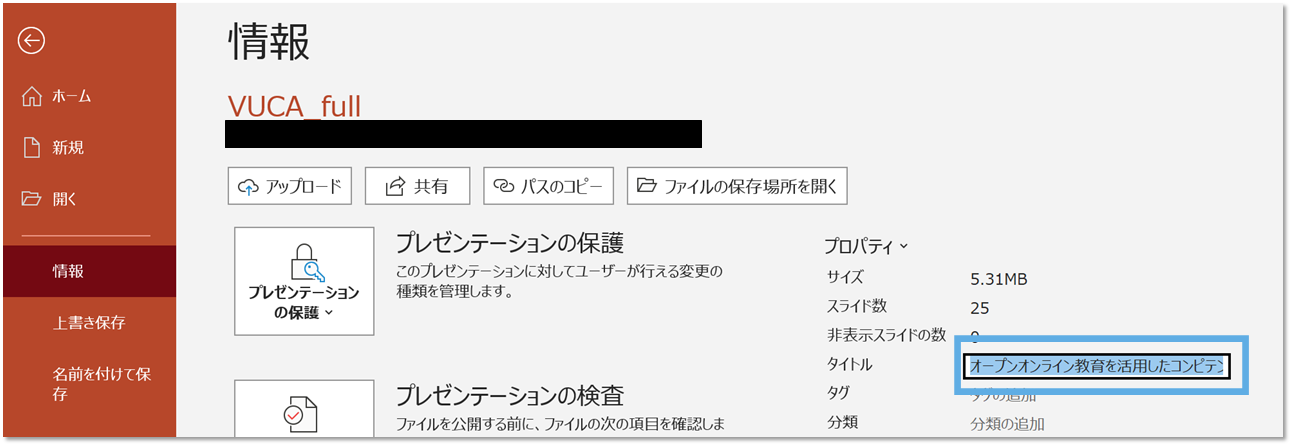 情報
VUCA_full
ホーム
新規
開く
情報
上書き保存
名前を付けて保
存
アップロード
共有
パスのコピー
ファイルの保存場所を開く
プレゼンテーション
の保護
プレゼンテーションの保護
このプレゼンテーションに対してユーザーが行える変更の
種類を管理します。
プレゼンテーションの検査
ファイルを公開する前に、ファイルの次の項目を確認しま
プロパティ
サイズ 5.31MB
スライド数 25
非表示スライドの数 0
タイトル オープンオンライン教育を活用したコンピテン
タグ タグの追加
分類 分類の追加